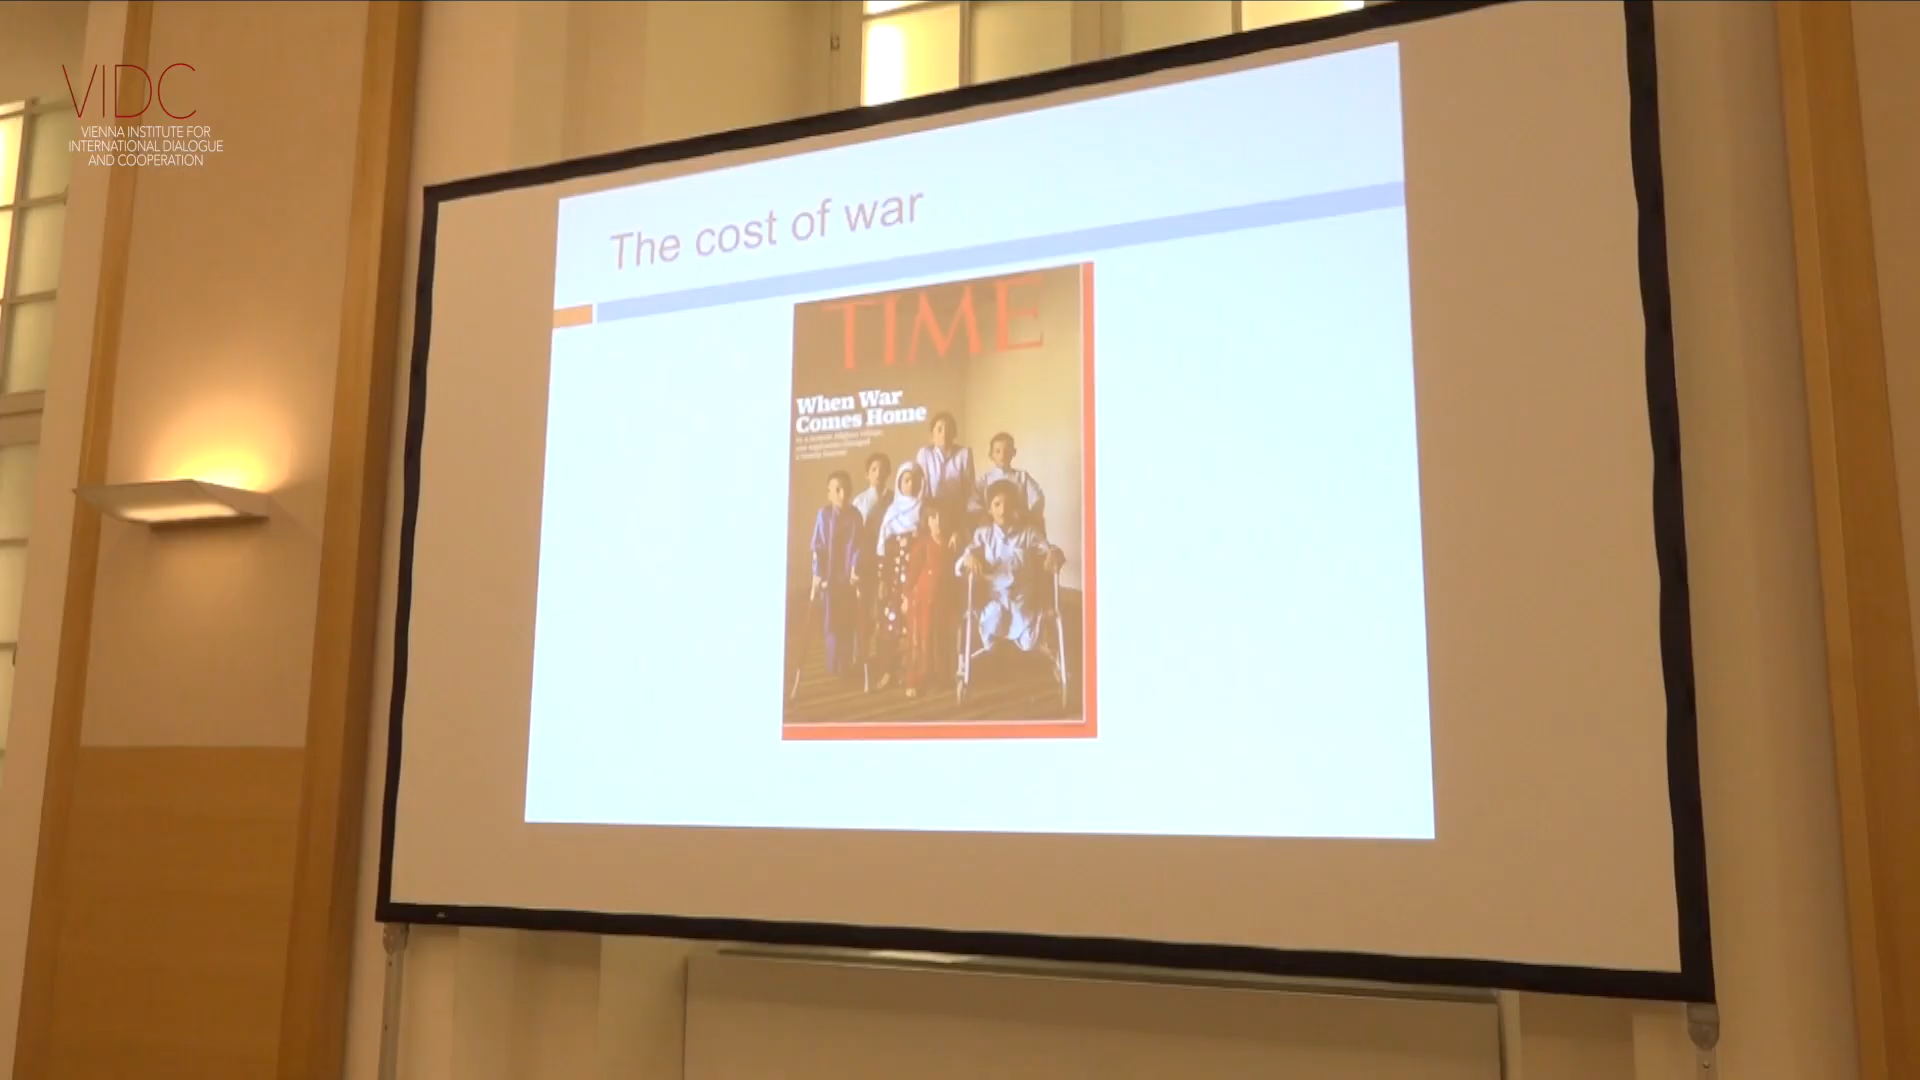 VIDC
VIENNA INSTITUTE FOR
INTERNATIONAL DIALOGUE
AND COOPERATION
The cost of war
TIME
When War
Comes Home